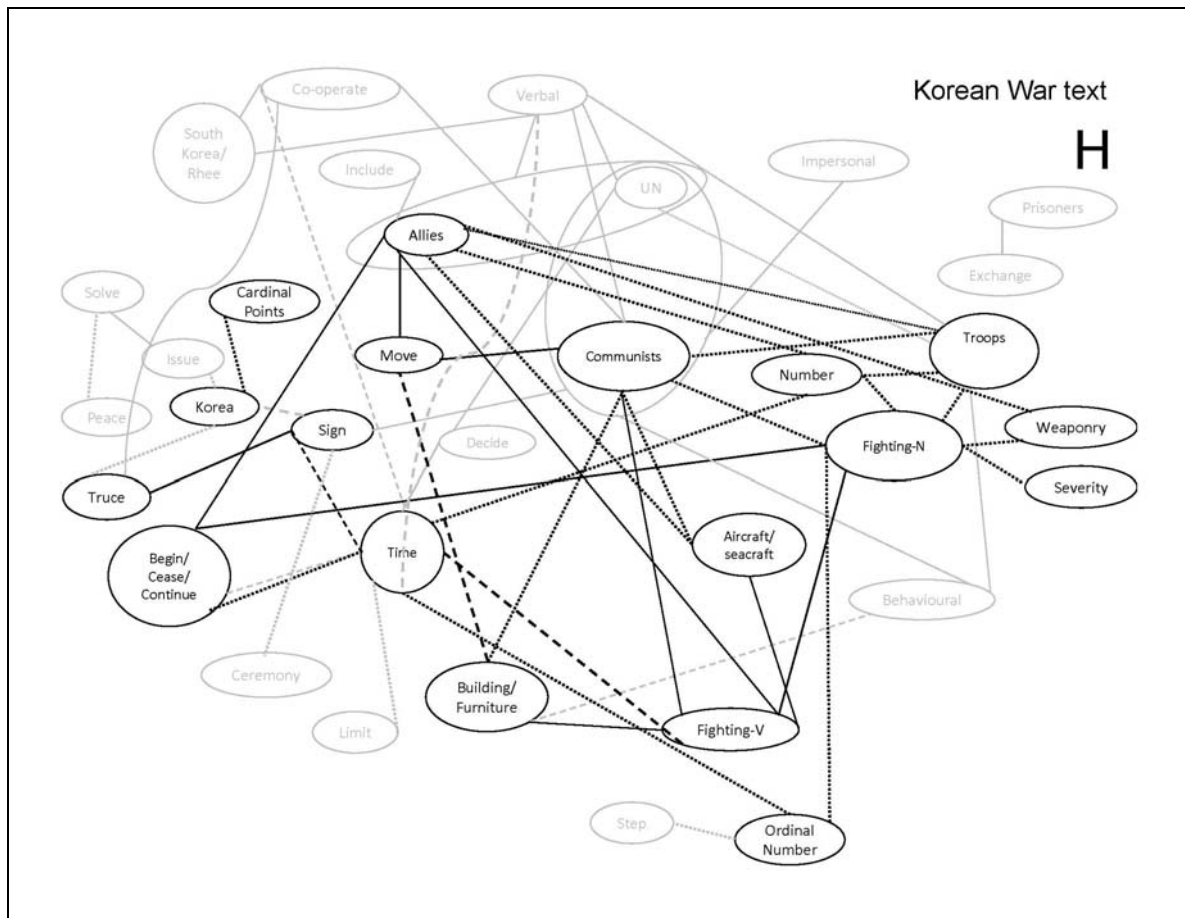 Korean War text
H
Co-operate
Verbal
South
Korea/
Rhee
Include
Impersonal
UN
Prisoners
Allies
Exchange
Solve
Cardinal
Points
Troops
Issue
Move
Communists
Number
Peace
Korea
Sign
Decide
Weaponry
Fighting-N
Truce
Severity
Begin/
Cease/
Continue
Time
Aircraft/
seacraft
Behavioural
Ceremony
Building/
Furniture
Limit
Fighting-V
Step
Ordinal
Number